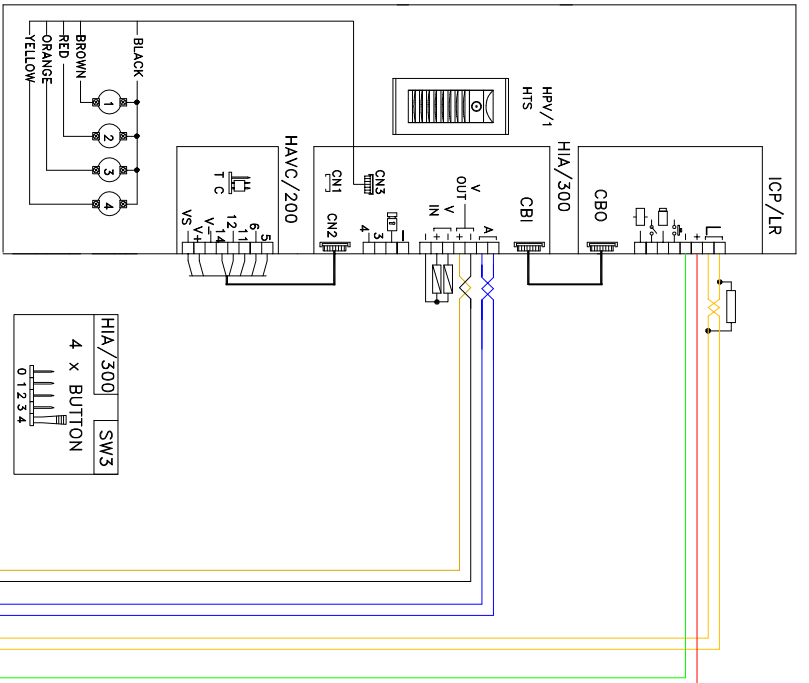 YELLOW
ORANGE
RED
BROWN
BLACK
1
2
3
4
HPV/1
HTS
HAVC/200
T C
VS
V+
V-
14
12
11
6
5
HIA/300
CN1
CN3
CN2
4
3
V
OUT
V
IN
- + - + - +
A
CBI
ICP/LR
CBO
- +
L
HIA/300
SW3
4 x BUTTON
0 1 2 3 4